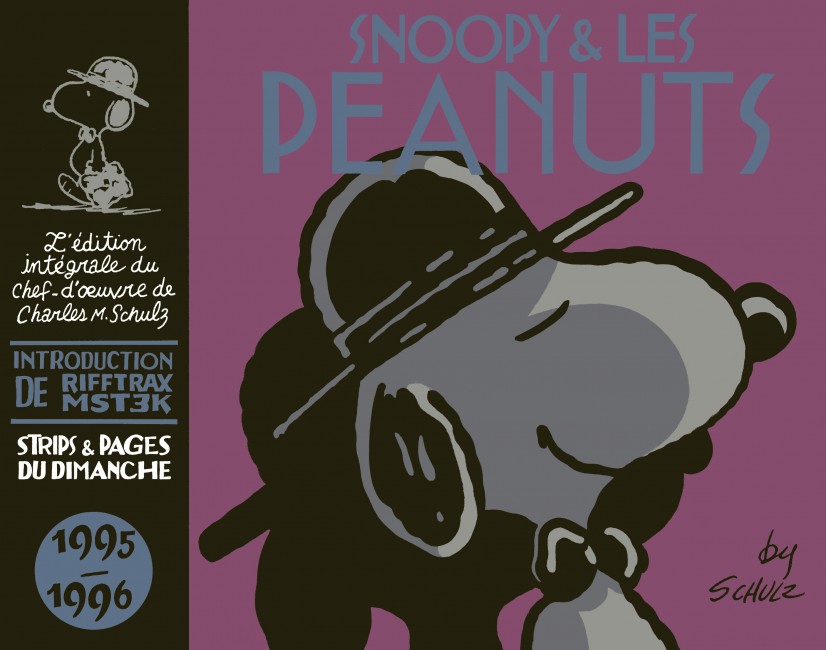 SNOOPY & LES
PEANUTS
L'édition
intégrale du
chef-d'œuvre de
Charles M. Schulz
INTRODUCTION
DE RIFFTRAX
MST3K
STRIPS & PAGES
DU DIMANCHE
1995
—
1996
by
SCHULZ